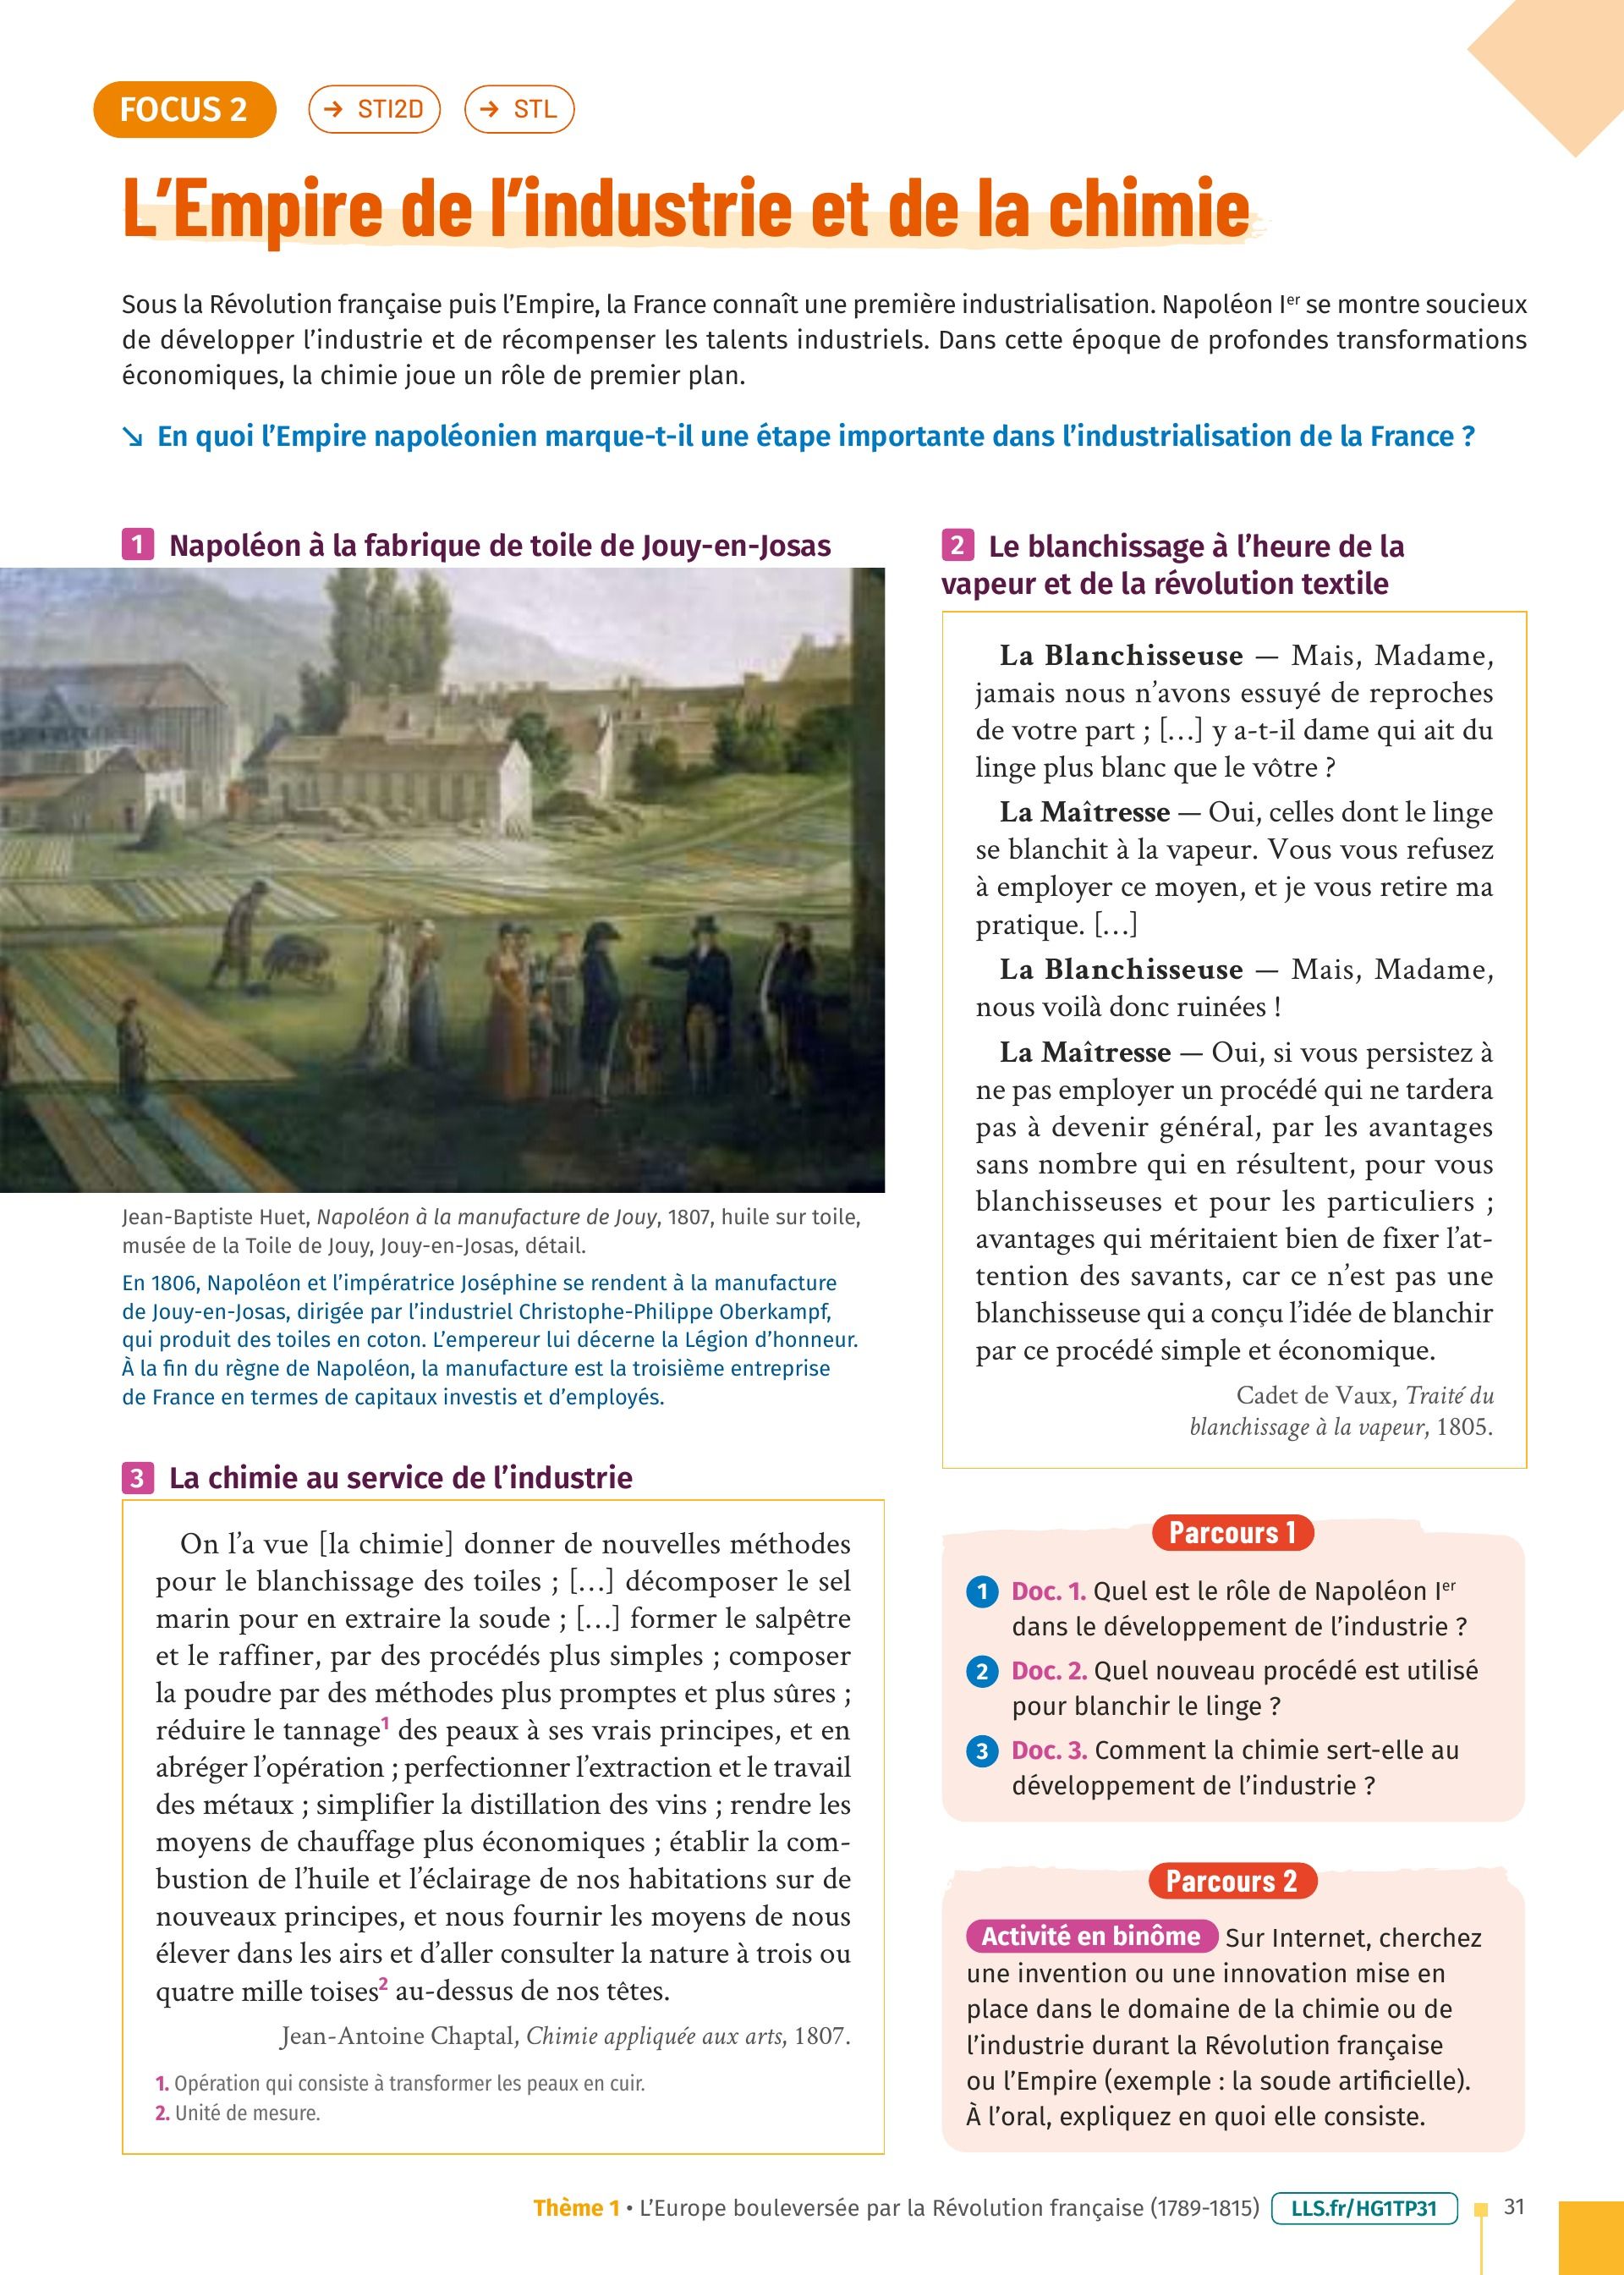 FOCUS 2
→ STI2D
→ STL
L’Empire de l’industrie et de la chimie
Sous la Révolution française puis l’Empire, la France connaît une première industrialisation. Napoléon Ier se montre soucieux
de développer l’industrie et de récompenser les talents industriels. Dans cette époque de profondes transformations
économiques, la chimie joue un rôle de premier plan.
↘ En quoi l’Empire napoléonien marque-t-il une étape importante dans l’industrialisation de la France ?
1 Napoléon à la fabrique de toile de Jouy-en-Josas
Jean-Baptiste Huet, Napoléon à la manufacture de Jouy, 1807, huile sur toile,
musée de la Toile de Jouy, Jouy-en-Josas, détail.
En 1806, Napoléon et l’impératrice Joséphine se rendent à la manufacture
de Jouy-en-Josas, dirigée par l’industriel Christophe-Philippe Oberkampf,
qui produit des toiles en coton. L’empereur lui décerne la Légion d’honneur.
À la fin du règne de Napoléon, la manufacture est la troisième entreprise
de France en termes de capitaux investis et d’employés.
2 Le blanchissage à l’heure de la
vapeur et de la révolution textile
La Blanchisseuse — Mais, Madame,
jamais nous n’avons essuyé de reproches
de votre part ; […] y a-t-il dame qui ait du
linge plus blanc que le vôtre ?
La Maîtresse — Oui, celles dont le linge
se blanchit à la vapeur. Vous vous refusez
à employer ce moyen, et je vous retire ma
pratique. […]
La Blanchisseuse — Mais, Madame,
nous voilà donc ruinées !
La Maîtresse — Oui, si vous persistez à
ne pas employer un procédé qui ne tardera
pas à devenir général, par les avantages
sans nombre qui en résultent, pour vous
blanchisseuses et pour les particuliers ;
avantages qui méritaient bien de fixer l’at-
tention des savants, car ce n’est pas une
blanchisseuse qui a conçu l’idée de blanchir
par ce procédé simple et économique.
Cadet de Vaux, Traité du
blanchissage à la vapeur, 1805.
3 La chimie au service de l’industrie
On l’a vue [la chimie] donner de nouvelles méthodes
pour le blanchissage des toiles ; […] décomposer le sel
marin pour en extraire la soude ; […] former le salpêtre
et le raffiner, par des procédés plus simples ; composer
la poudre par des méthodes plus promptes et plus sûres ;
réduire le tannage1 des peaux à ses vrais principes, et en
abréger l’opération ; perfectionner l’extraction et le travail
des métaux ; simplifier la distillation des vins ; rendre les
moyens de chauffage plus économiques ; établir la com-
bustion de l’huile et l’éclairage de nos habitations sur de
nouveaux principes, et nous fournir les moyens de nous
élever dans les airs et d’aller consulter la nature à trois ou
quatre mille toises2 au-dessus de nos têtes.
Jean-Antoine Chaptal, Chimie appliquée aux arts, 1807.
1. Opération qui consiste à transformer les peaux en cuir.
2. Unité de mesure.
Parcours 1
1 Doc. 1. Quel est le rôle de Napoléon Ier
dans le développement de l’industrie ?
2 Doc. 2. Quel nouveau procédé est utilisé
pour blanchir le linge ?
3 Doc. 3. Comment la chimie sert-elle au
développement de l’industrie ?
Parcours 2
Activité en binôme Sur Internet, cherchez
une invention ou une innovation mise en
place dans le domaine de la chimie ou de
l’industrie durant la Révolution française
ou l’Empire (exemple : la soude artificielle).
À l’oral, expliquez en quoi elle consiste.
Thème 1 • L’Europe bouleversée par la Révolution française (1789-1815) LLS.fr/HG1TP31 31